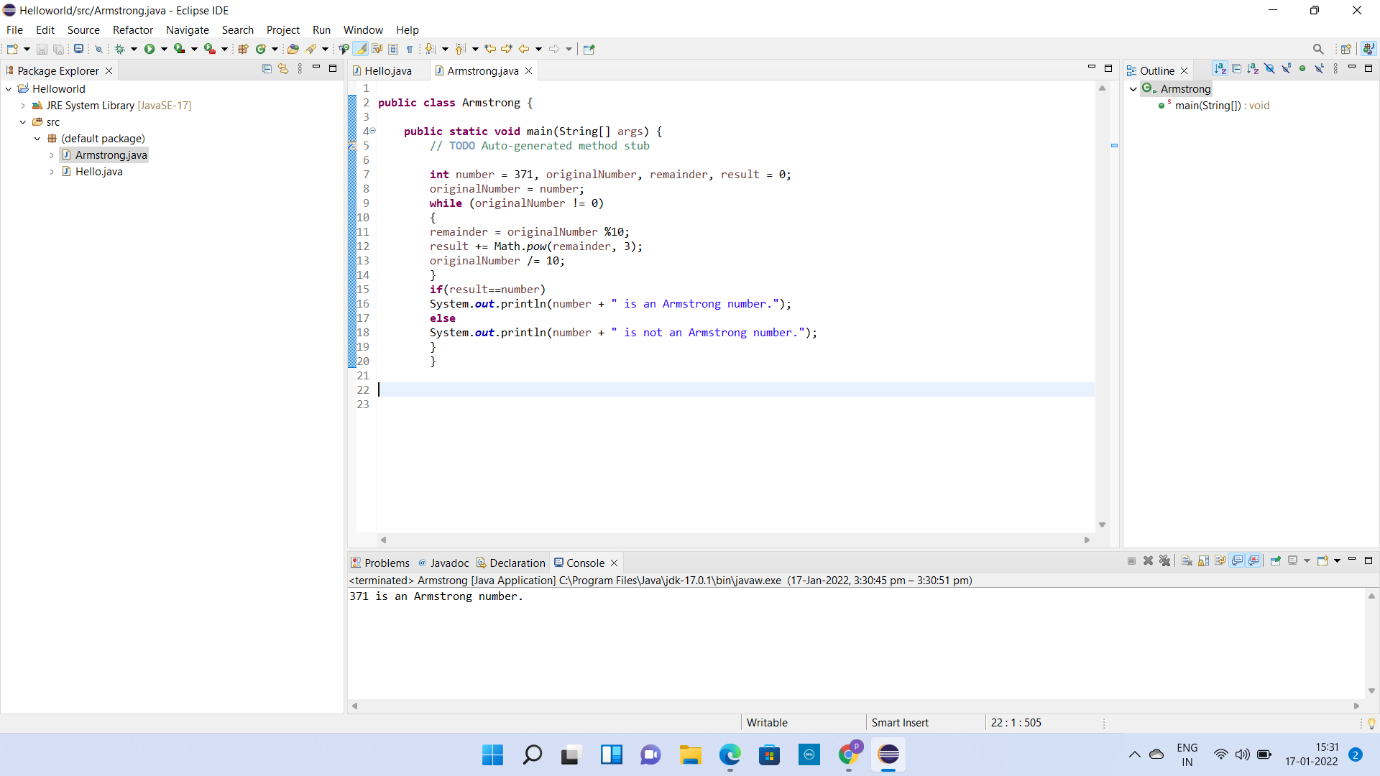 Helloworld/src/Armstrong.java - Eclipse IDE
File Edit Source Refactor Navigate Search Project Run Window Help
Package Explorer
Helloworld
JRE System Library [JavaSE-17]
src
(default package)
Armstrong.java
Hello.java
Hello.java Armstrong.java
1
2 public class Armstrong {
3
4 public static void main(String[] args) {
5 // TODO Auto-generated method stub
6
7 int number = 371, originalNumber, remainder, result = 0;
8 originalNumber = number;
9 while (originalNumber != 0)
10 {
11 remainder = originalNumber %10;
12 result += Math.pow(remainder, 3);
13 originalNumber /= 10;
14 }
15 if(result==number)
16 System.out.println(number + " is an Armstrong number.");
17 else
18 System.out.println(number + " is not an Armstrong number.");
19 }
20 }
21
22
23
Outline
Armstrong
main(String[]) : void
Problems Javadoc Declaration Console
<terminated> Armstrong [Java Application] C:\Program Files\Java\jdk-17.0.1\bin\javaw.exe (17-Jan-2022, 3:30:45 pm – 3:30:51 pm)
371 is an Armstrong number.
Writable Smart Insert 22 : 1 : 505
ENG
IN
15:31
17-01-2022
2